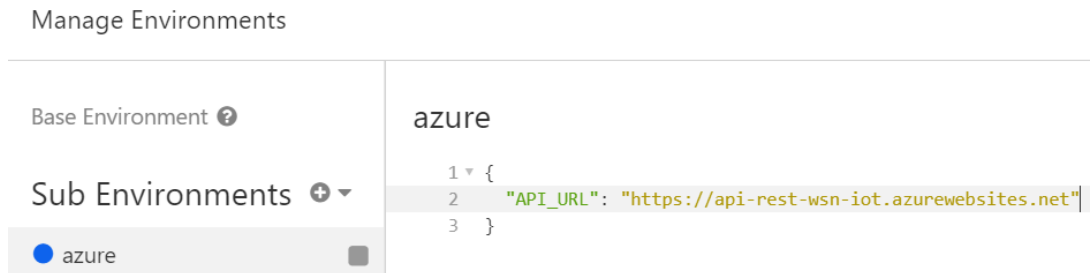 Manage Environments
Base Environment
Sub Environments
azure
azure
1 {
2 "API_URL": "https://api-rest-wsn-iot.azurewebsites.net"
3 }